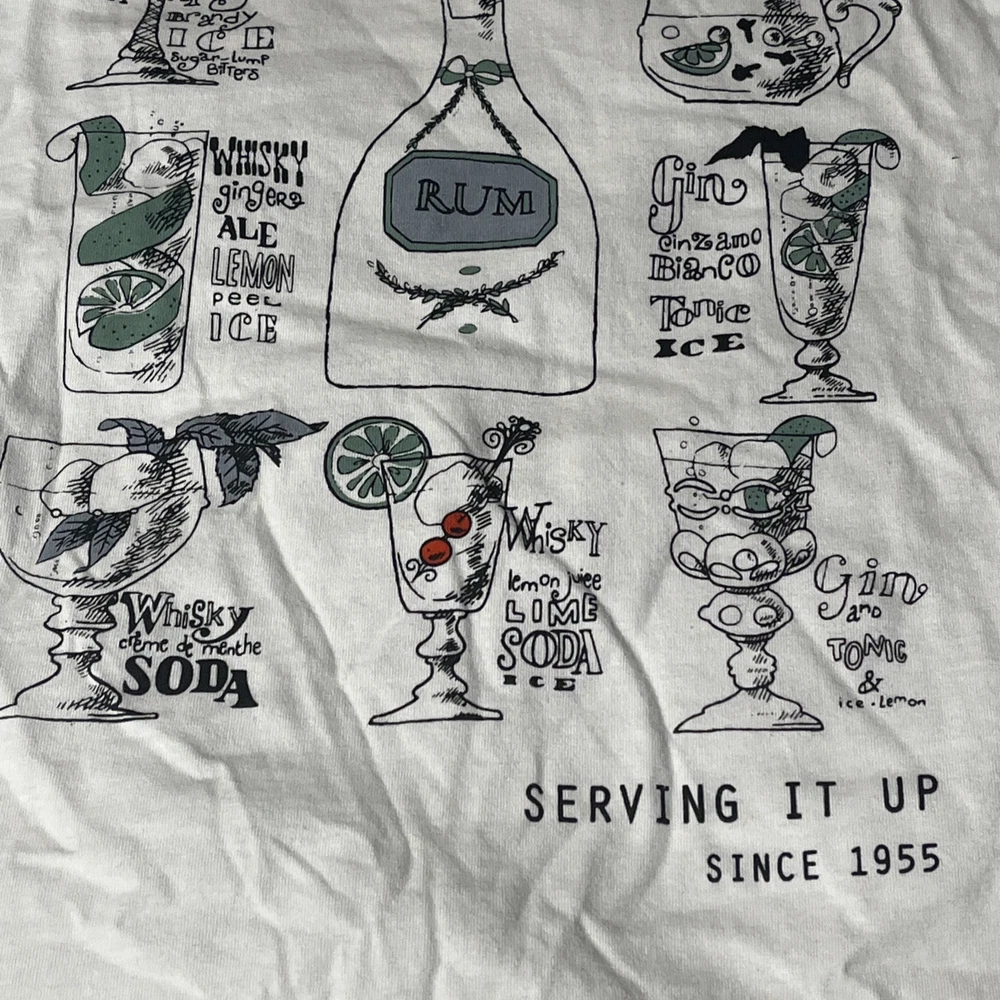 Brandy
ICE
sugar-lump
Bitters
WHISKY
ginger
ALE
LEMON
peel
ICE
RUM
Gin
cinzano
BIANCO
Tonic
ICE
Whisky
crème de menthe
SODA
Whisky
lemon juice
LIME
SODA
ICE
Gin
and
TONIC
&
ice · Lemon
SERVING IT UP
SINCE 1955